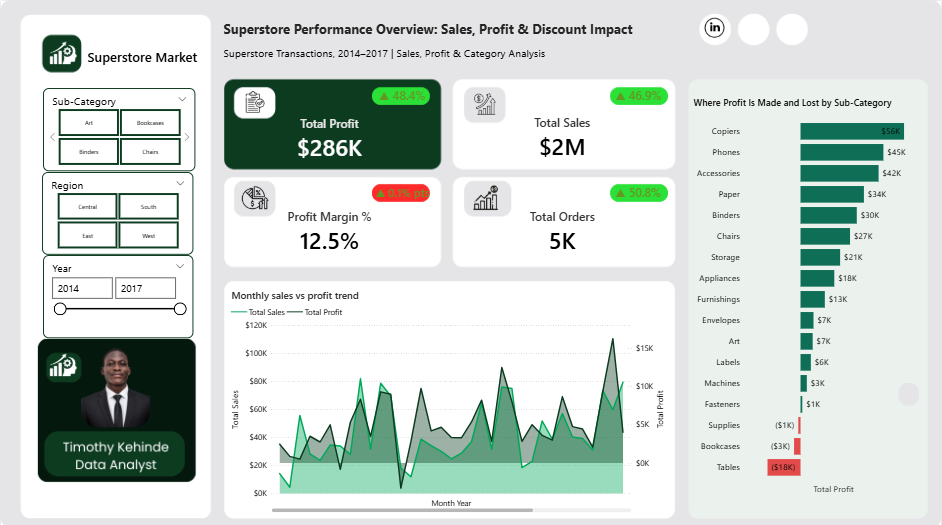 Superstore Market
Sub-Category
Art
Bookcases
Binders
Chairs
Region
Central
South
East
West
Year
2014
2017
Timothy Kehinde
Data Analyst
Superstore Performance Overview: Sales, Profit & Discount Impact
Superstore Transactions, 2014–2017 | Sales, Profit & Category Analysis
in
▲ 48.4%
Total Profit
$286K
▲ 46.9%
Total Sales
$2M
Profit Margin %
12.5%
▲ 50.8%
Total Orders
5K
Monthly sales vs profit trend
Total Sales
Total Profit
$120K
$100K
$80K
$60K
$40K
$20K
$0K
Total Sales
$15K
$10K
$5K
$0K
Total Profit
Month Year
Where Profit Is Made and Lost by Sub-Category
Copiers $56K
Phones $45K
Accessories $42K
Paper $34K
Binders $30K
Chairs $27K
Storage $21K
Appliances $18K
Furnishings $13K
Envelopes $7K
Art $7K
Labels $6K
Machines $3K
Fasteners $1K
Supplies ($1K)
Bookcases ($3K)
Tables ($18K)
Total Profit